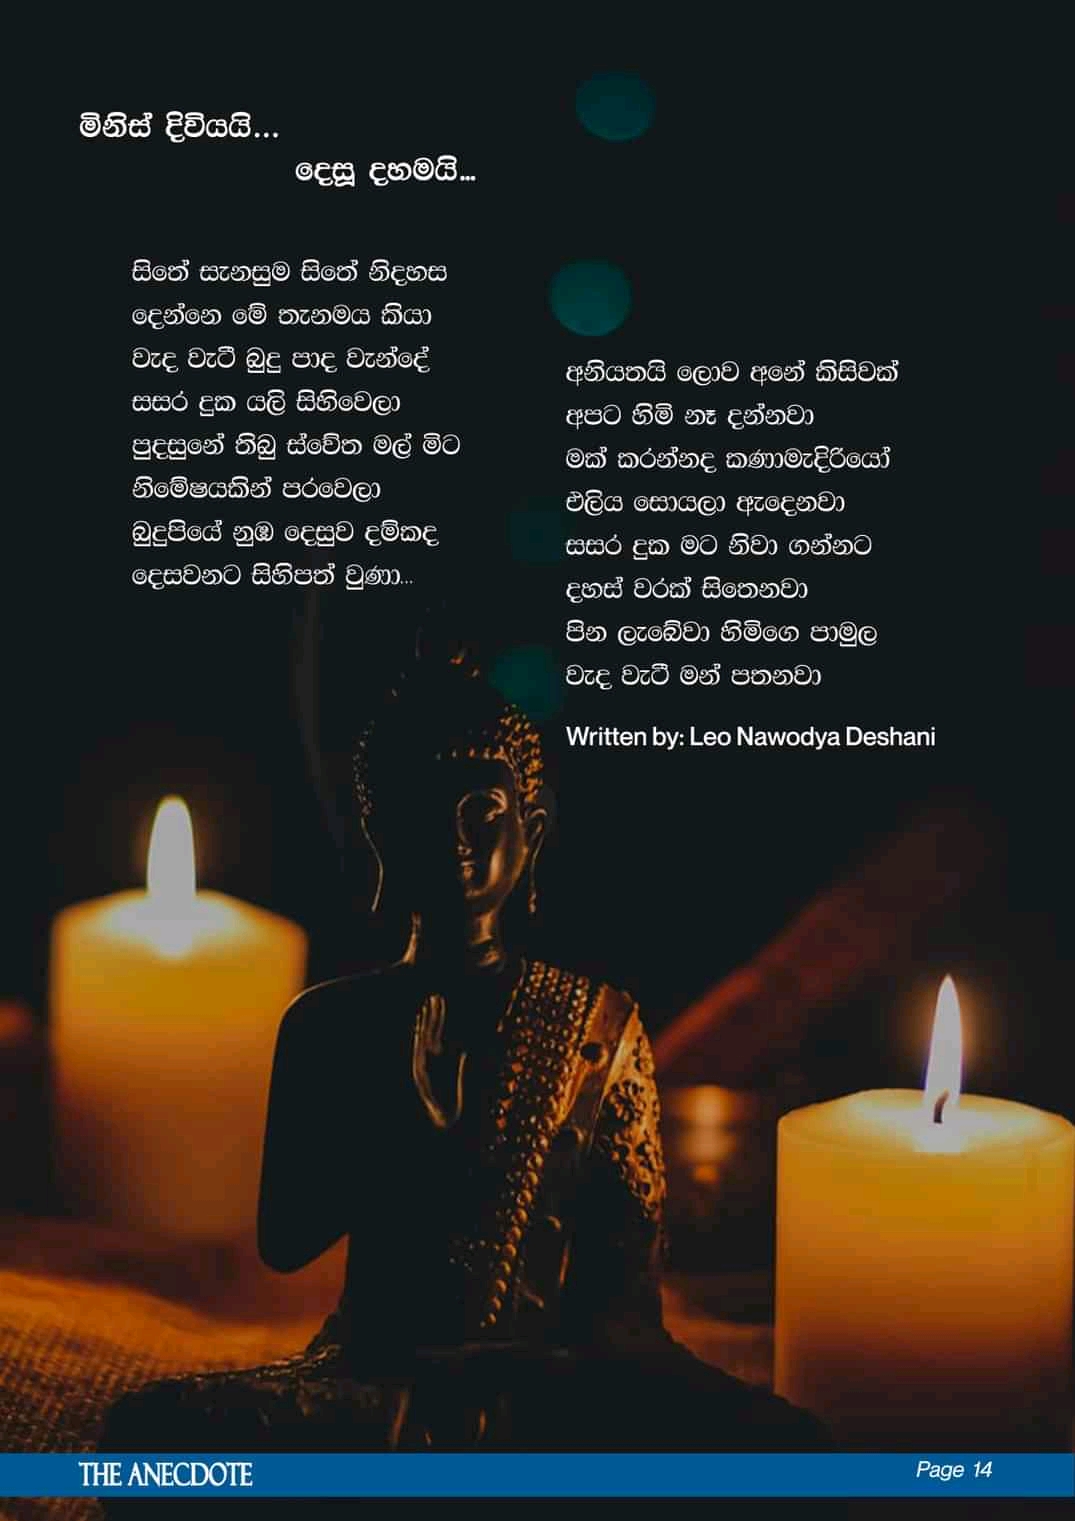 මිනිස් දිවියයි...
දෙසූ දහමයි...
සිතේ සැනසුම සිතේ නිදහස
දෙන්නෙ මේ තැනමය කියා
වැද වැටී බුදු පාද වැන්දේ
සසර දුක යලි සිහිවෙලා
පුදසුනේ තිබු ස්වේත මල් මිට
නිමේෂයකින් පරවෙලා
බුදුපියේ නුඹ දෙසුව දම්කද
දෙසවනට සිහිපත් වුණා...
අනියතයි ලොව අනේ කිසිවක්
අපට හිමි නෑ දන්නවා
මක් කරන්නද කණාමැදිරියෝ
එලිය සොයලා ඇදෙනවා
සසර දුක මට නිවා ගන්නට
දහස් වරක් සිතෙනවා
පින ලැබේවා හිමිගෙ පාමුල
වැද වැටී මන් පතනවා
Written by: Leo Nawodya Deshani
THE ANECDOTE
Page 14